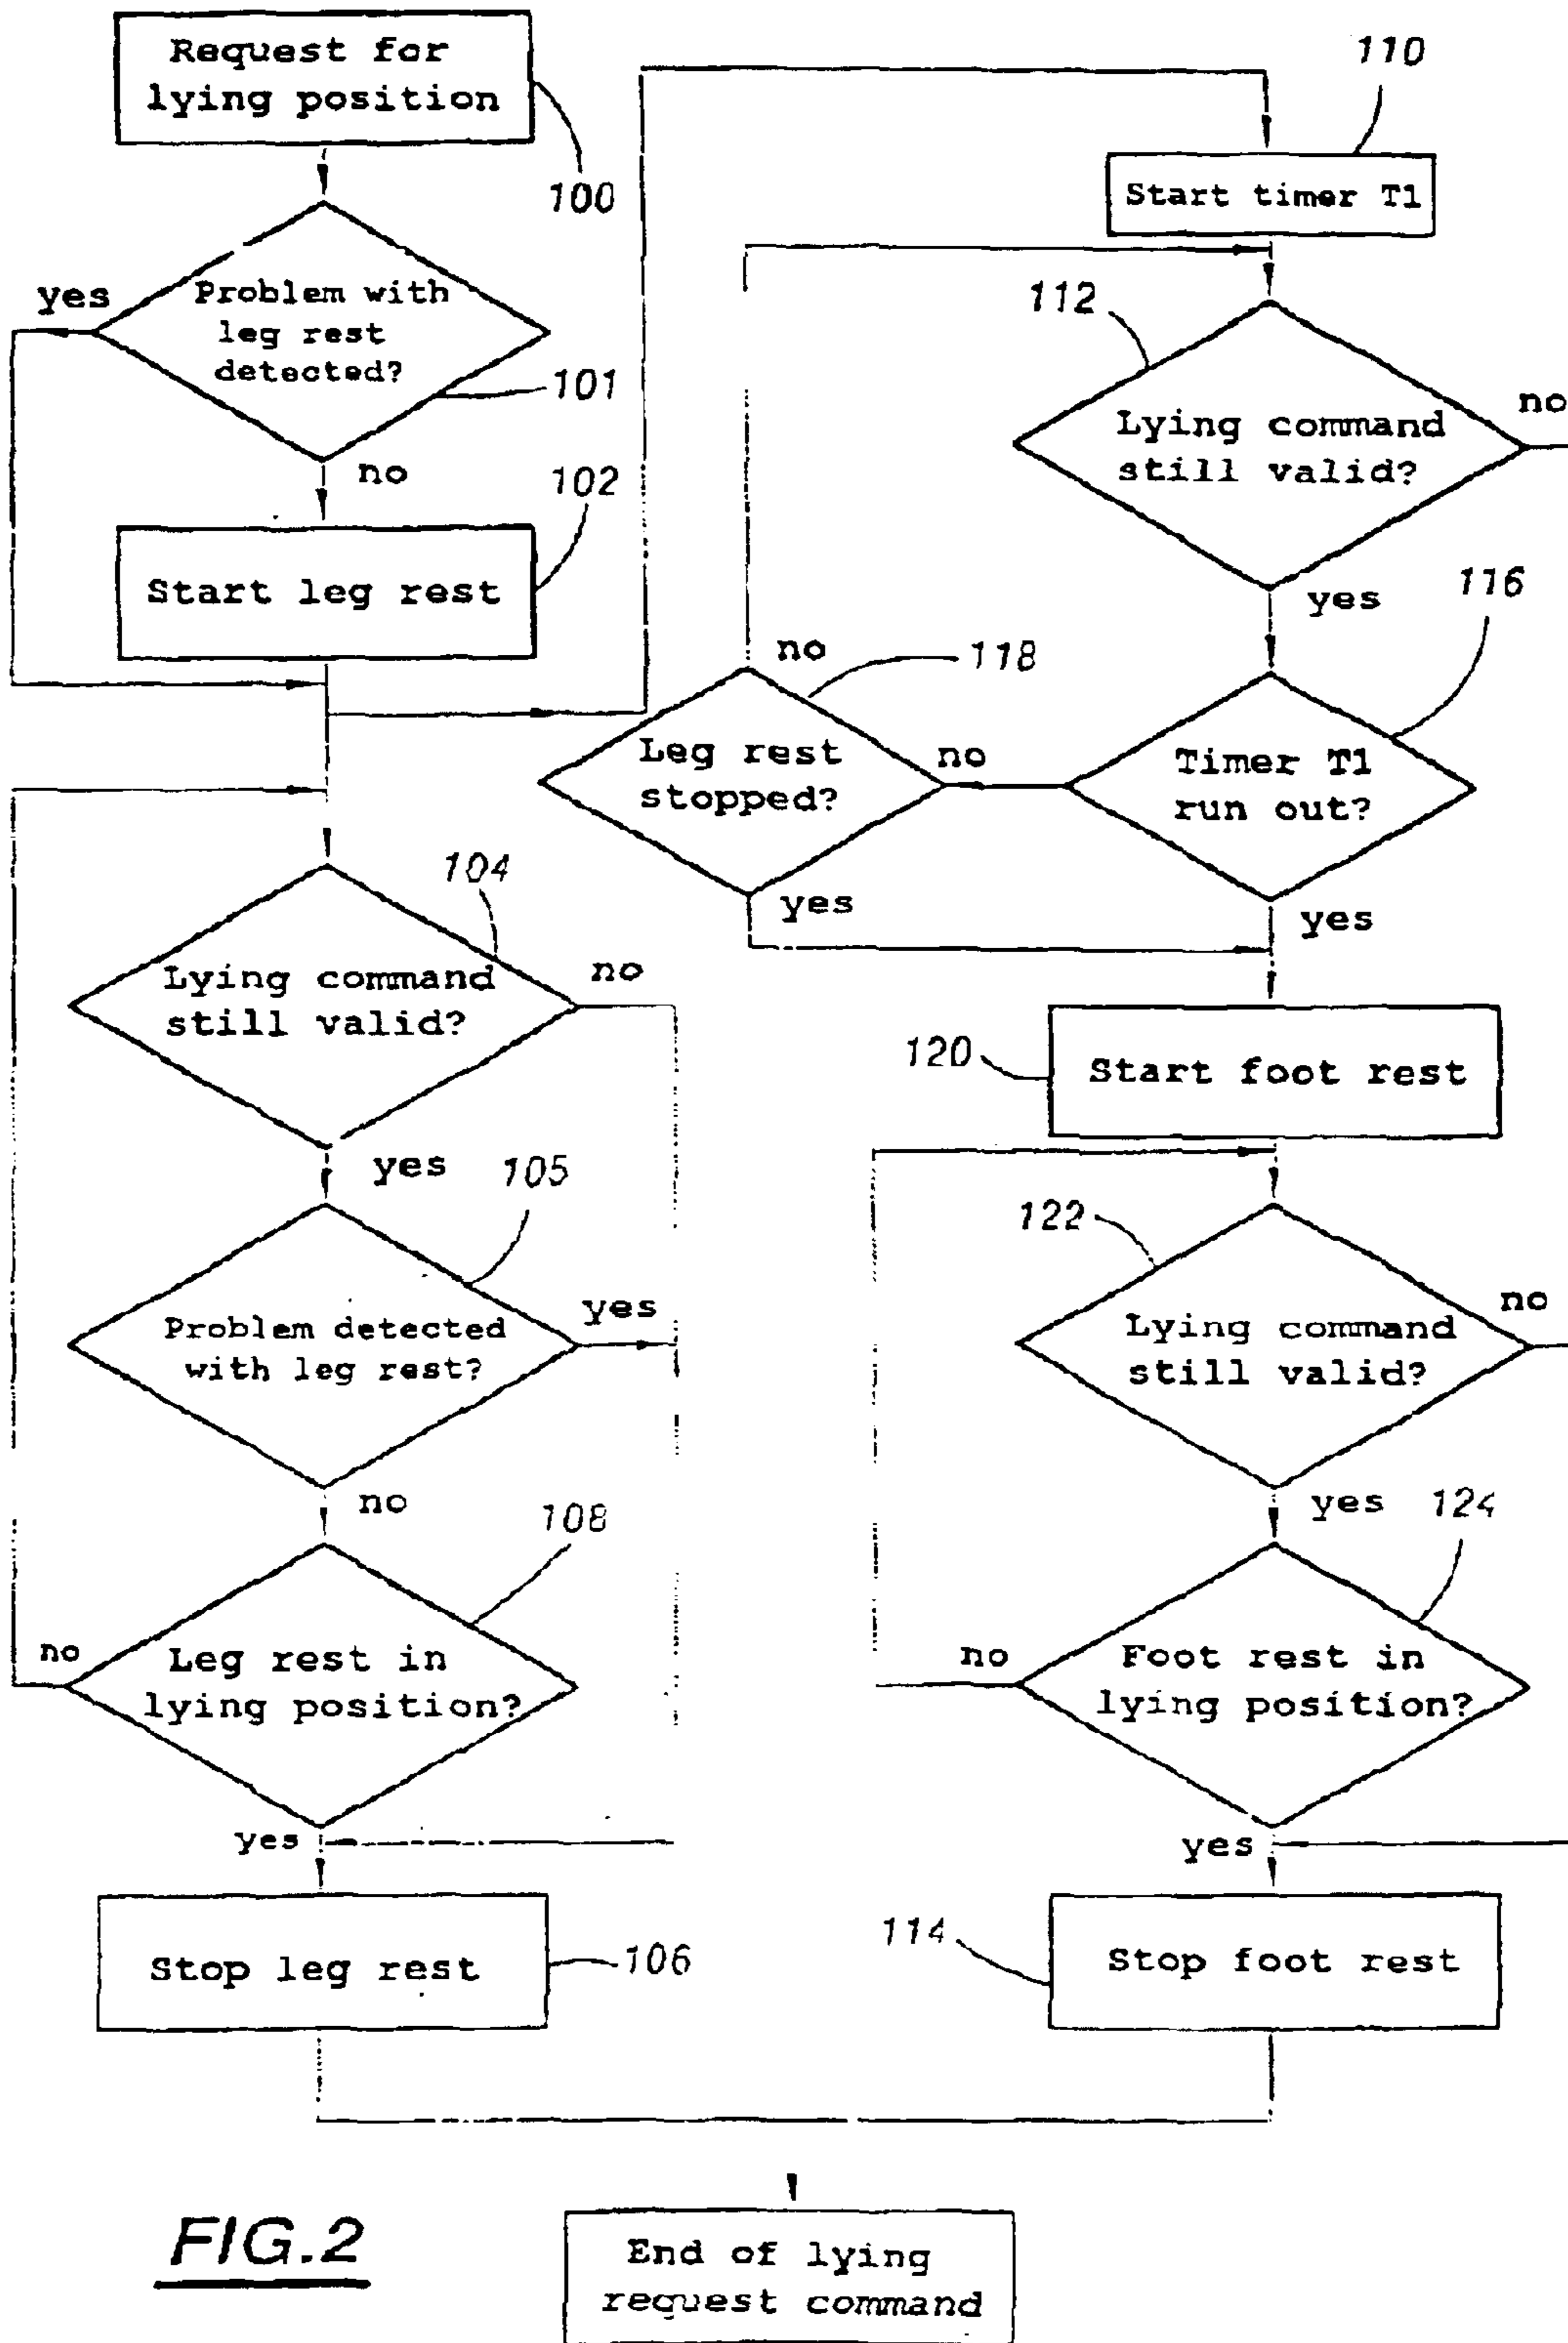 Request for
lying position
100
Problem with
leg rest
detected?
yes
101
no
102
Start leg rest
104
Lying command
still valid?
no
yes
105
Problem detected
with leg rest?
yes
no
108
Leg rest in
lying position?
no
yes
Stop leg rest
106
110
Start timer T1
112
Lying command
still valid?
no
yes
116
Timer T1
run out?
no
yes
118
Leg rest
stopped?
no
yes
120
Start foot rest
122
Lying command
still valid?
no
yes
124
Foot rest in
lying position?
no
yes
114
Stop foot rest
End of lying
request command
FIG.2